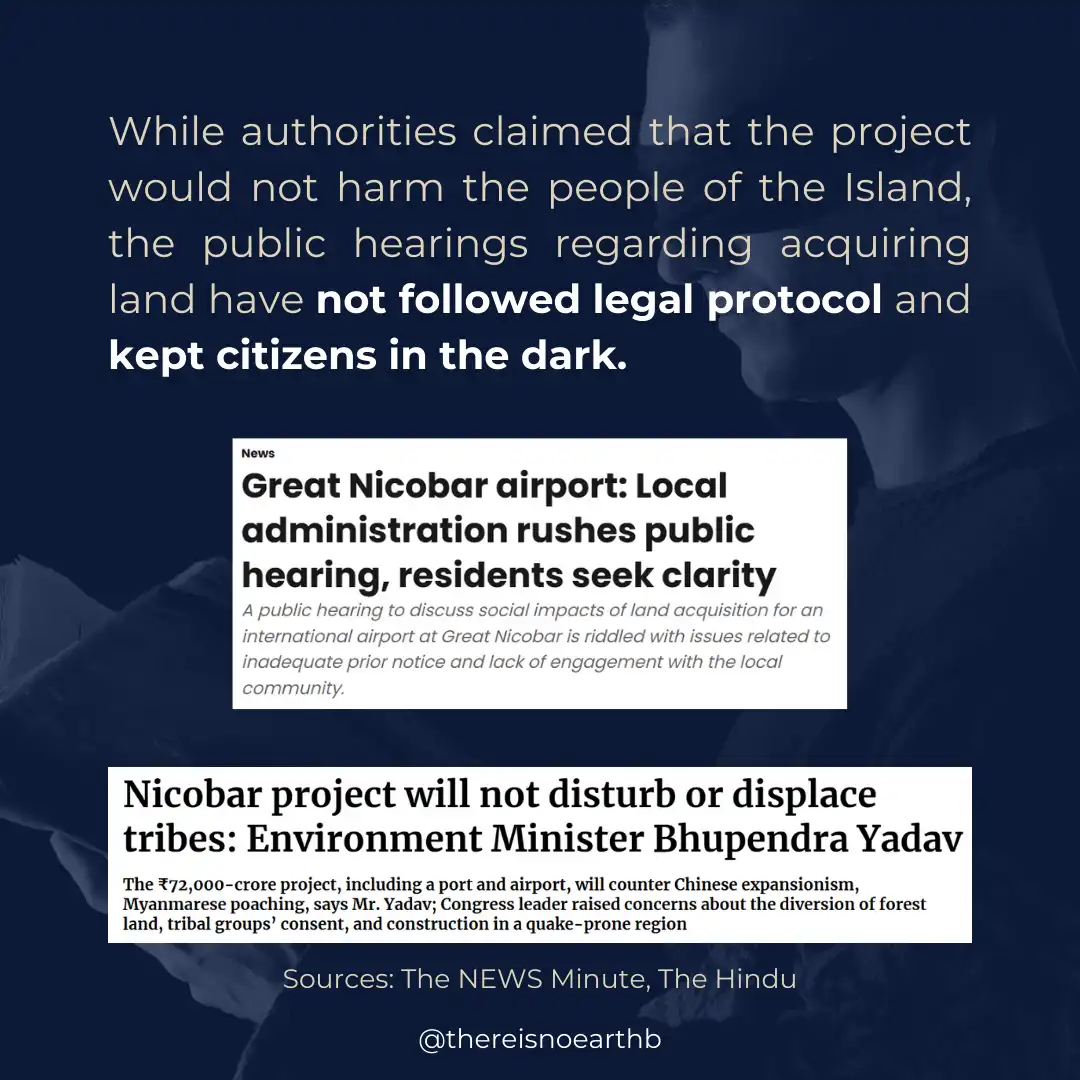 While authorities claimed that the project
would not harm the people of the Island,
the public hearings regarding acquiring
land have not followed legal protocol and
kept citizens in the dark.
News
Great Nicobar airport: Local
administration rushes public
hearing, residents seek clarity
A public hearing to discuss social impacts of land acquisition for an
international airport at Great Nicobar is riddled with issues related to
inadequate prior notice and lack of engagement with the local
community.
Nicobar project will not disturb or displace
tribes: Environment Minister Bhupendra Yadav
The ₹72,000-crore project, including a port and airport, will counter Chinese expansionism,
Myanmarese poaching, says Mr. Yadav; Congress leader raised concerns about the diversion of forest
land, tribal groups’ consent, and construction in a quake-prone region
Sources: The NEWS Minute, The Hindu
@thereisnoearthb